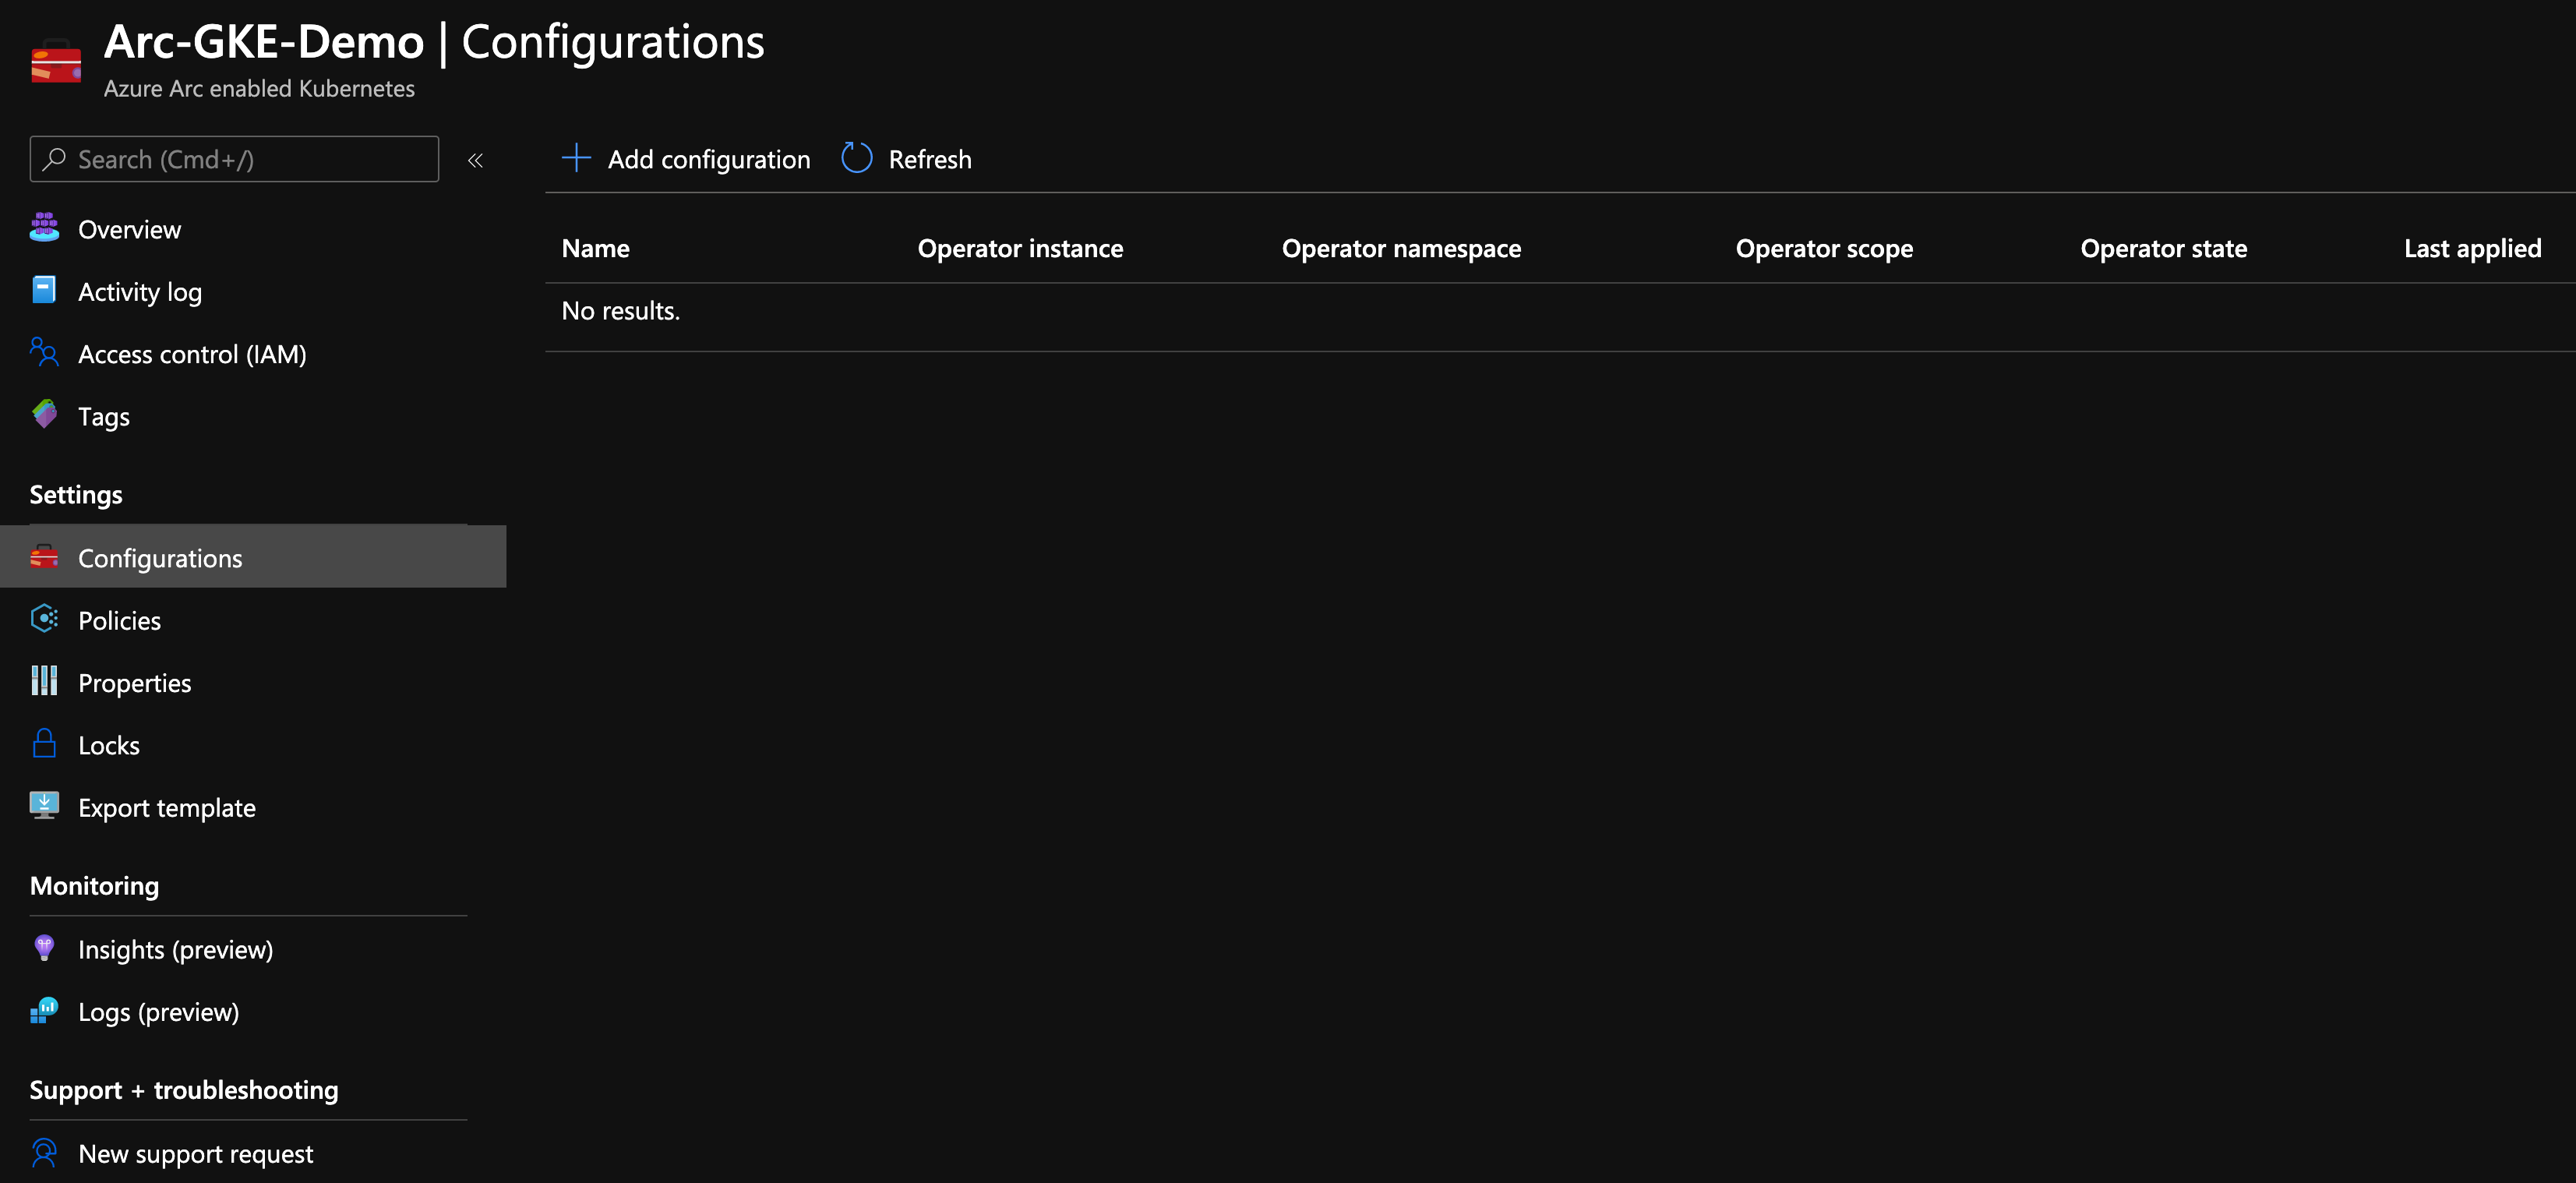 Arc-GKE-Demo | Configurations
Azure Arc enabled Kubernetes
Search (Cmd+/)
«
Add configuration
Refresh
Overview
Activity log
Access control (IAM)
Tags
Settings
Configurations
Policies
Properties
Locks
Export template
Monitoring
Insights (preview)
Logs (preview)
Support + troubleshooting
New support request
Name Operator instance Operator namespace Operator scope Operator state Last applied
No results.